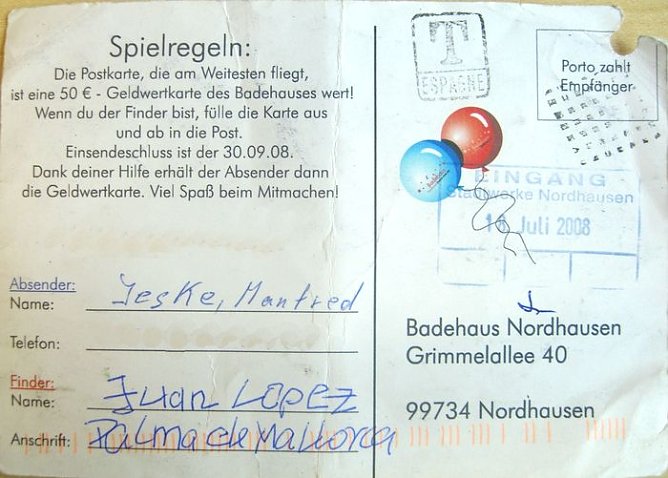 Spielregeln:
Die Postkarte, die am Weitesten fliegt,
ist eine 50 € - Geldwertkarte des Badehauses wert!
Wenn du der Finder bist, fülle die Karte aus
und ab in die Post.
Einsendeschluss ist der 30.09.08.
Dank deiner Hilfe erhält der Absender dann
die Geldwertkarte. Viel Spaß beim Mitmachen!
Absender:
Name: Jeske, Manfred
Telefon:
Finder:
Name: Juan Lopez
Anschrift: Palma de Mallorca
T
ESPAGNE
Porto zahlt
Empfänger
EINGANG
Stadtwerke Nordhausen
Juli 2008
Badehaus Nordhausen
Grimmelallee 40
99734 Nordhausen